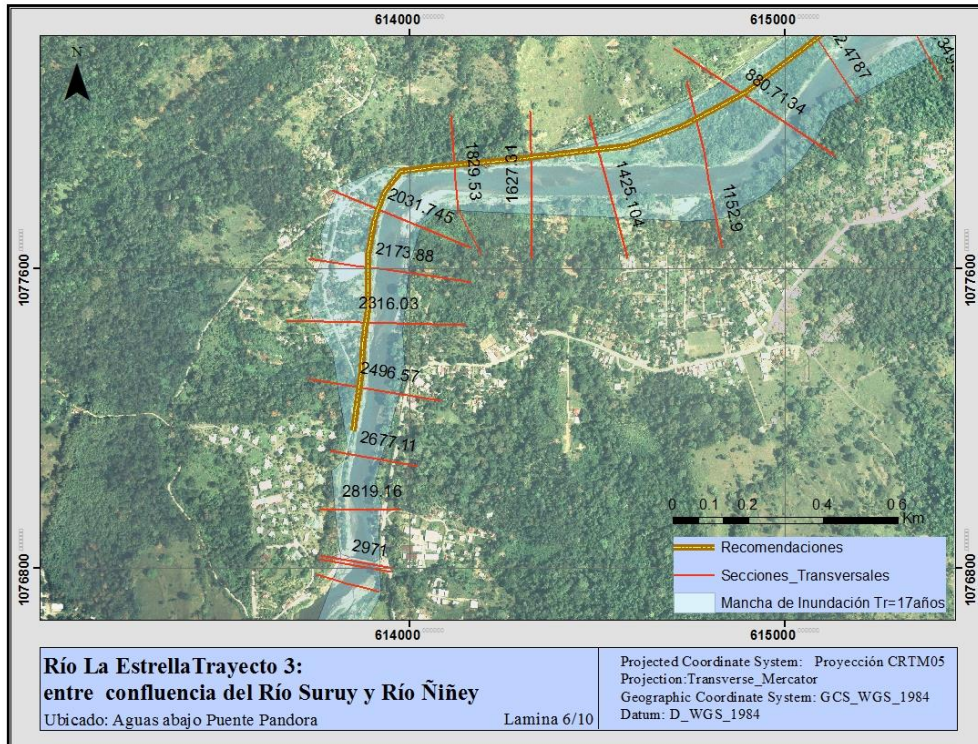 614000
615000
N
2.4787
880.7134
1829.53
1627.61
1425.104
1152.9
2031.745
2173.88
1077600
1077600
2316.03
2496.57
2677.11
2819.16
2971
0 0.1 0.2 0.4 0.6
Km
Recomendaciones
Secciones_Transversales
Mancha de Inundación Tr=17años
1076800
1076800
614000
615000
Río La EstrellaTrayecto 3:
entre confluencia del Río Suruy y Río Ñiñey
Ubicado: Aguas abajo Puente Pandora
Lamina 6/10
Projected Coordinate System: Proyección CRTM05
Projection:Transverse_Mercator
Geographic Coordinate System: GCS_WGS_1984
Datum: D_WGS_1984